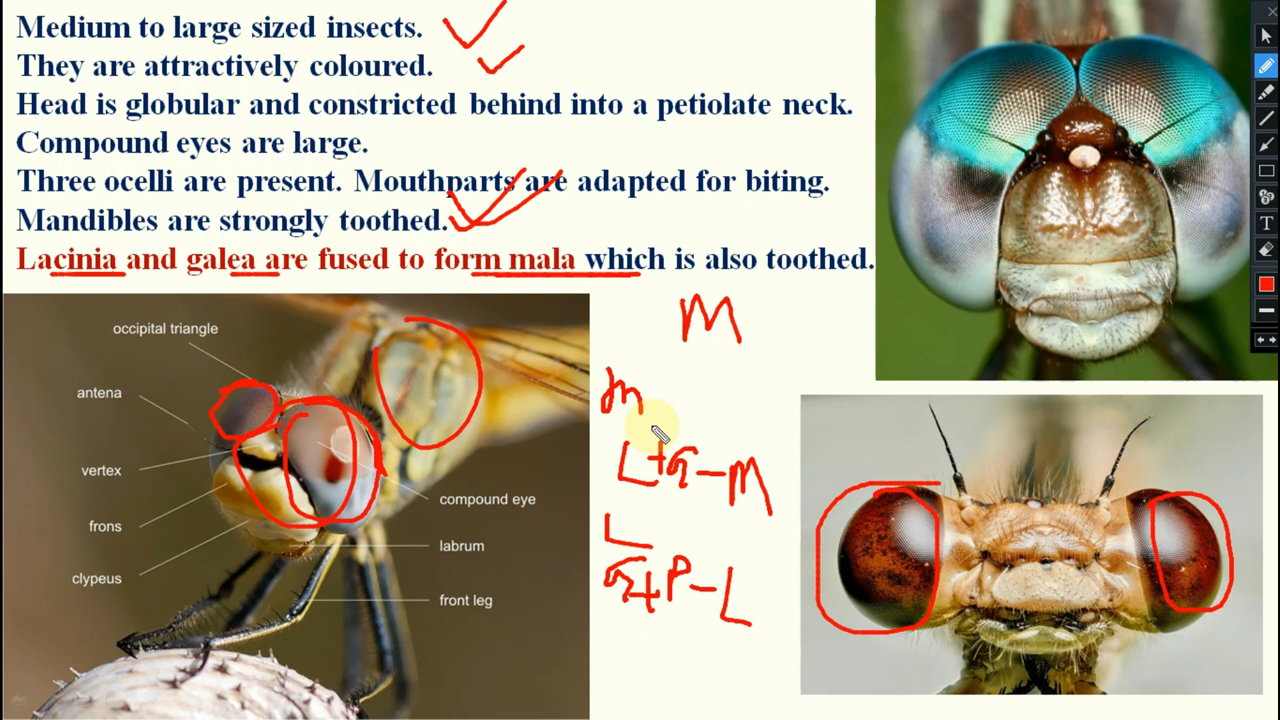 Medium to large sized insects.
They are attractively coloured.
Head is globular and constricted behind into a petiolate neck.
Compound eyes are large.
Three ocelli are present. Mouthparts are adapted for biting.
Mandibles are strongly toothed.
Lacinia and galea are fused to form mala which is also toothed.
occipital triangle
antena
vertex
frons
clypeus
compound eye
labrum
front leg
M
m
L+G-M
L
G+P-L
T